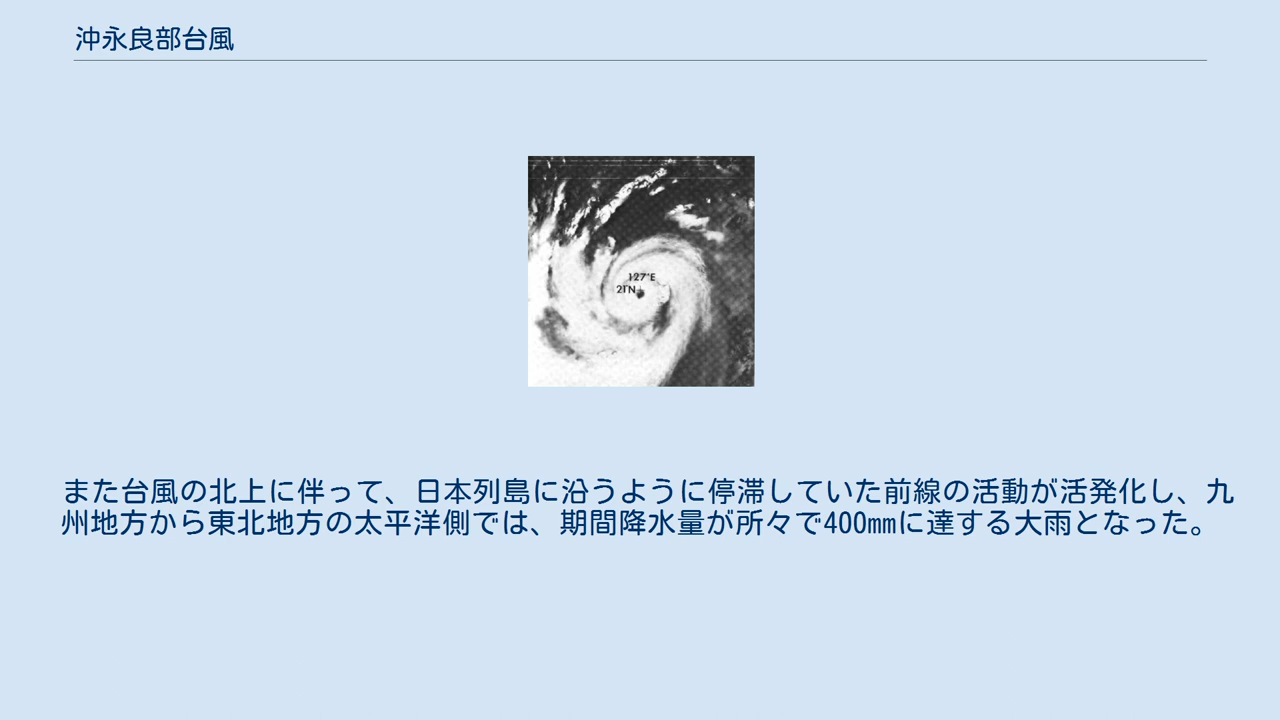 沖永良部台風
127°E
21°N
また台風の北上に伴って、日本列島に沿うように停滞していた前線の活動が活発化し、九
州地方から東北地方の太平洋側では、期間降水量が所々で400㎜に達する大雨となった。